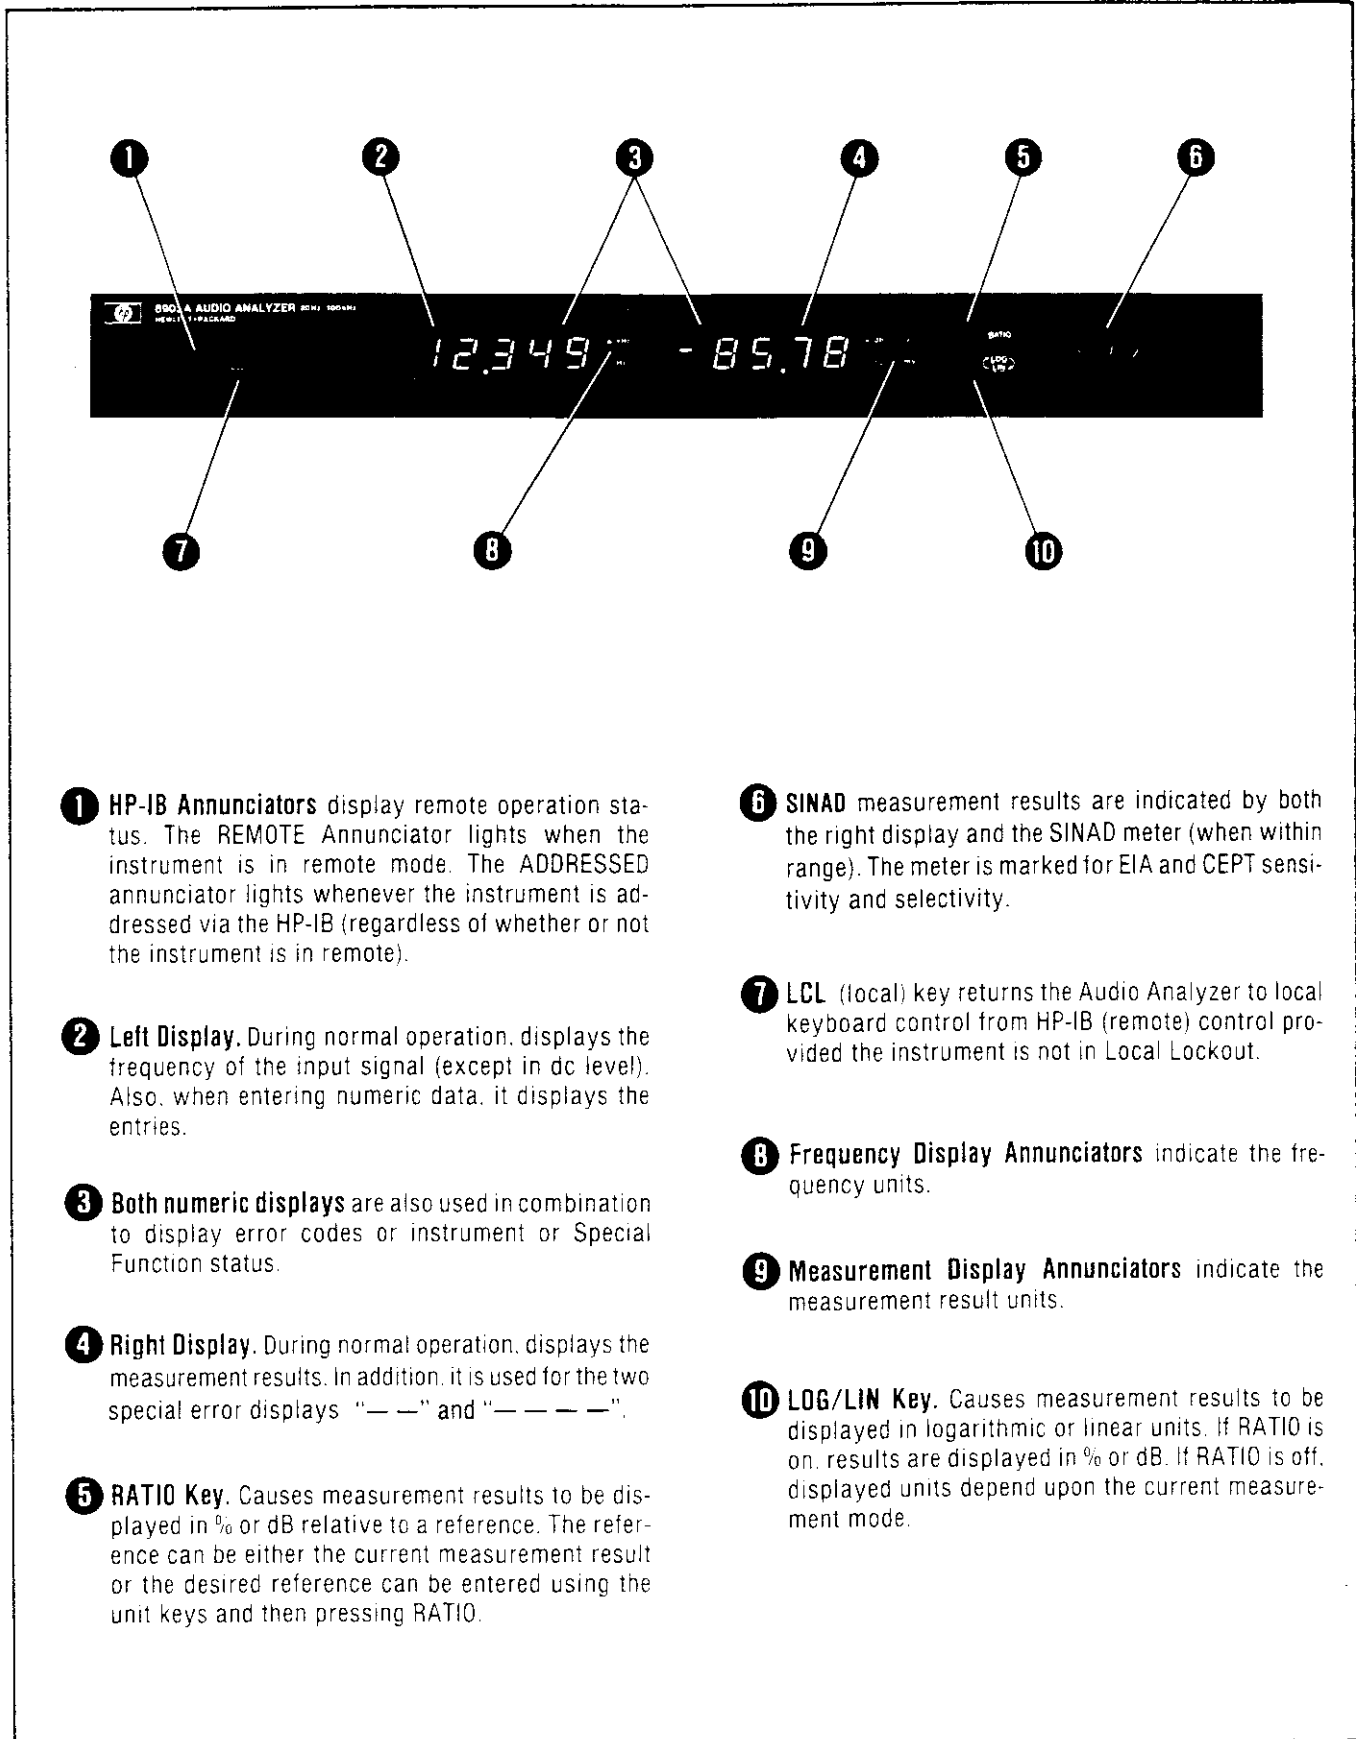 1 2 3 4 5 6
hp 8903A AUDIO ANALYZER 20Hz 100kHz
HEWLETT·PACKARD
12.349 -85.78
RATIO
LOG
LIN
7 8 9 10
1 HP-IB Annunciators display remote operation sta-
tus. The REMOTE Annunciator lights when the
instrument is in remote mode. The ADDRESSED
annunciator lights whenever the instrument is ad-
dressed via the HP-IB (regardless of whether or not
the instrument is in remote).
2 Left Display. During normal operation, displays the
frequency of the input signal (except in dc level).
Also, when entering numeric data, it displays the
entries.
3 Both numeric displays are also used in combination
to display error codes or instrument or Special
Function status.
4 Right Display. During normal operation, displays the
measurement results. In addition, it is used for the two
special error displays "— —" and "— — — —".
5 RATIO Key. Causes measurement results to be dis-
played in % or dB relative to a reference. The refer-
ence can be either the current measurement result
or the desired reference can be entered using the
unit keys and then pressing RATIO.
6 SINAD measurement results are indicated by both
the right display and the SINAD meter (when within
range). The meter is marked for EIA and CEPT sensi-
tivity and selectivity.
7 LCL (local) key returns the Audio Analyzer to local
keyboard control from HP-IB (remote) control pro-
vided the instrument is not in Local Lockout.
8 Frequency Display Annunciators indicate the fre-
quency units.
9 Measurement Display Annunciators indicate the
measurement result units.
10 LOG/LIN Key. Causes measurement results to be
displayed in logarithmic or linear units. If RATIO is
on, results are displayed in % or dB. If RATIO is off,
displayed units depend upon the current measure-
ment mode.